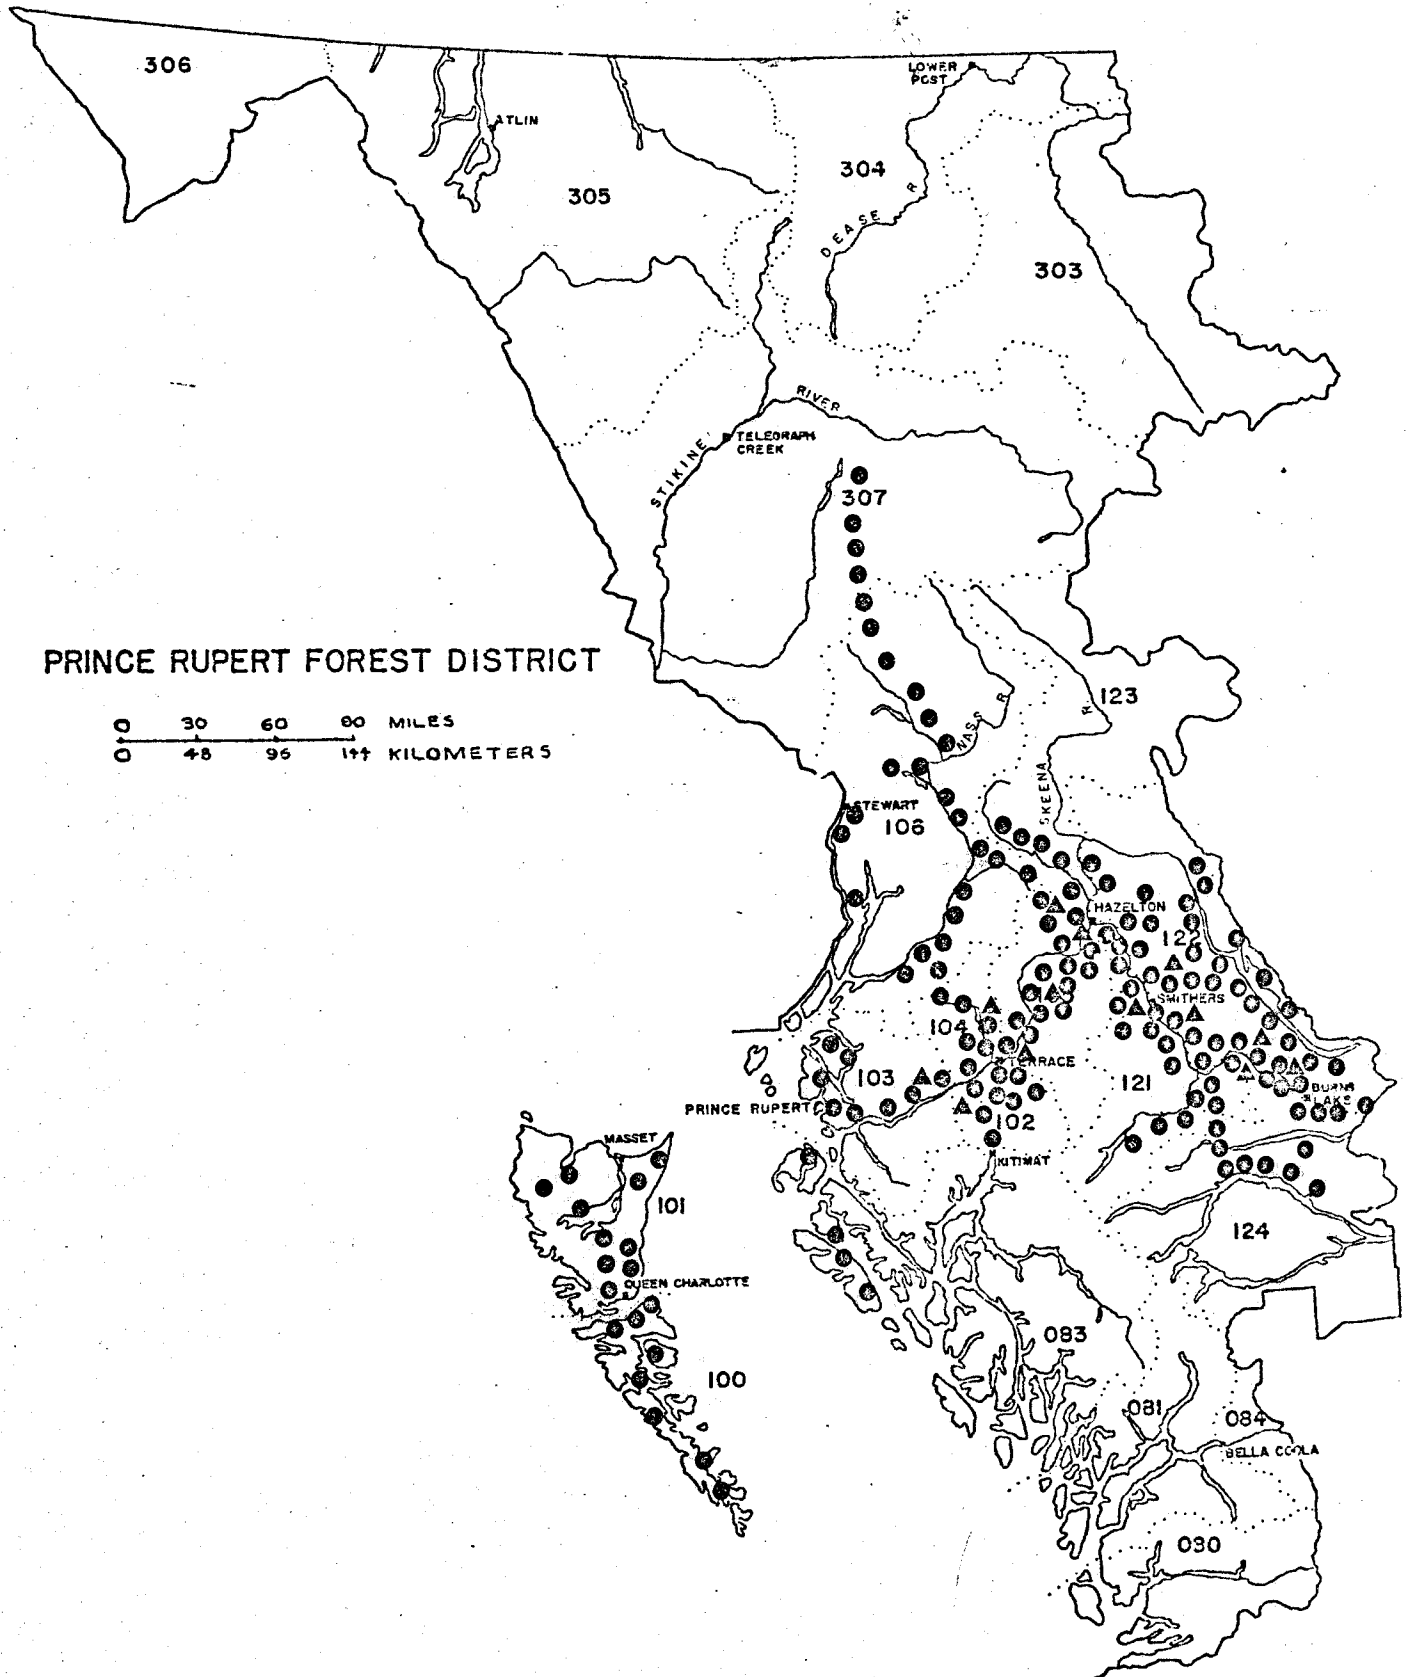 306
LOWER
POST
ATLIN
304
305
DEASE R
303
RIVER
TELEGRAPH
CREEK
STIKINE
307
PRINCE RUPERT FOREST DISTRICT
0 30 60 90 MILES
0 48 96 144 KILOMETERS
123
R
NASS R
SKEENA
STEWART
106
HAZELTON
122
SMITHERS
104
TERRACE
103
121
BURNS
LAKE
PRINCE RUPERT
102
KITIMAT
MASSET
101
124
QUEEN CHARLOTTE
083
100
081
084
BELLA COOLA
030